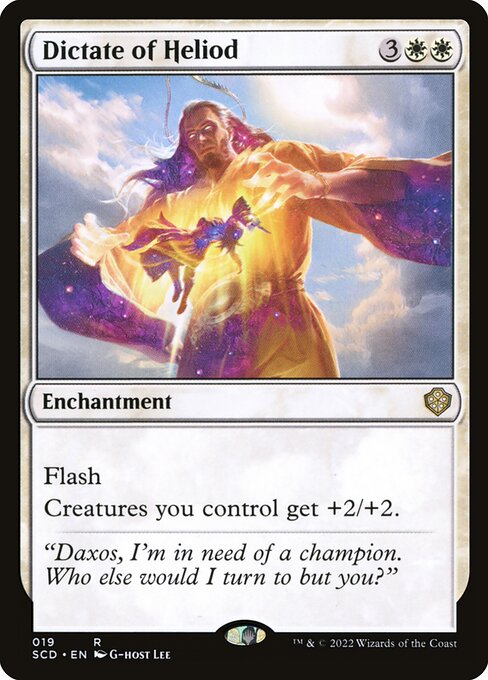 Dictate of Heliod 3
Enchantment
Flash
Creatures you control get +2/+2.
“Daxos, I’m in need of a champion.
Who else would I turn to but you?”
019 R
SCD • EN G-HOST LEE
™ & © 2022 Wizards of the Coast